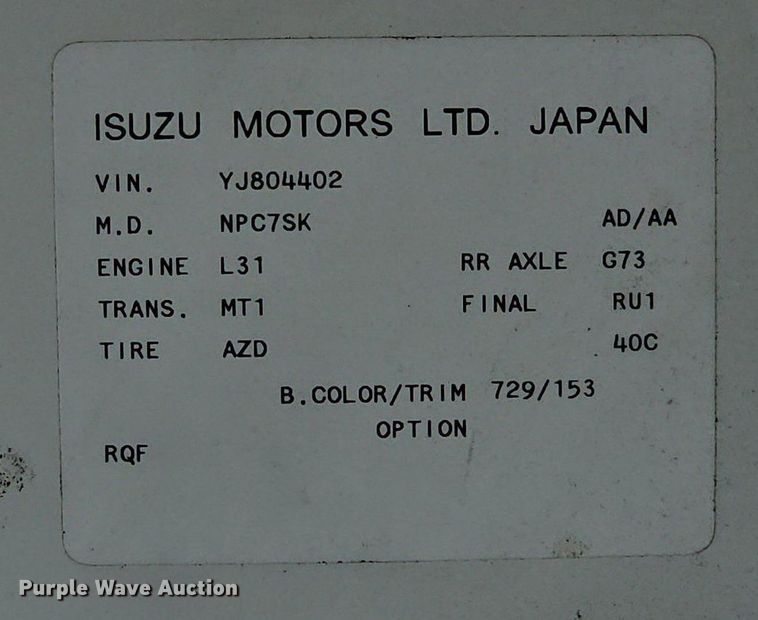 ISUZU MOTORS LTD. JAPAN
VIN. YJ804402
M.D. NPC7SK AD/AA
ENGINE L31 RR AXLE G73
TRANS. MT1 FINAL RU1
TIRE AZD 40C
B.COLOR/TRIM 729/153
OPTION
RQF
Purple Wave Auction